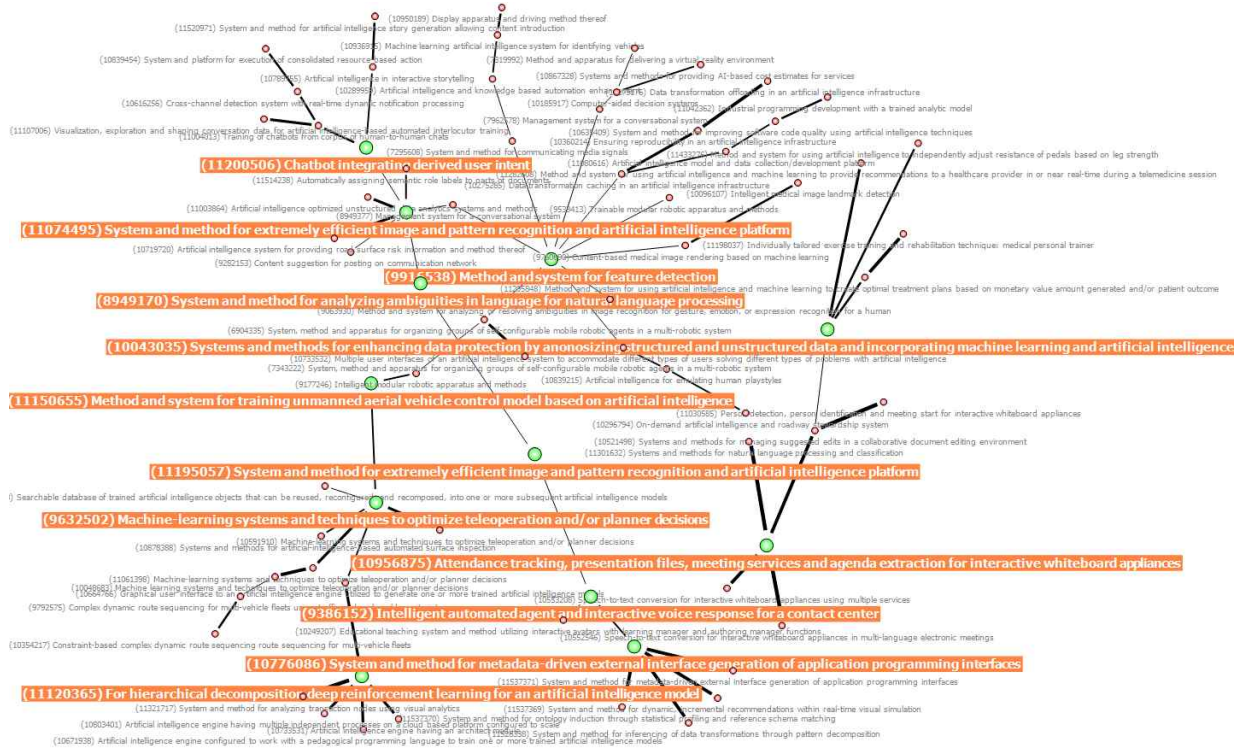 (10950189) Display apparatus and driving method thereof
(11520971) System and method for artificial intelligence story generation allowing content introduction
(10936915) Machine learning artificial intelligence system for identifying vehicles
(10839454) System and platform for execution of consolidated resource-based action
(7319992) Method and apparatus for delivering a virtual reality environment
(10867328) Systems and methods for providing AI-based cost estimates for services
(10789755) Artificial intelligence in interactive storytelling
Artificial intelligence and knowledge based automation enhancement
Data transformation offloading in an artificial intelligence infrastructure
(10616256) Cross-channel detection system with real-time dynamic notification processing
(10185917) Computer-aided decision systems
(11042362) Industrial programming development with a trained analytic model
(7962578) Management system for a conversational system
(11107006) Visualization, exploration and shaping conversation data for artificial intelligence-based automated interlocutor training
(11004013) Training of chatbots from corpus of human-to-human chats
(10635409) System and method for improving software code quality using artificial intelligence techniques
(10360214) Ensuring reproducibility in an artificial intelligence infrastructure
(7295608) System and method for communicating media signals
Method and system for using artificial intelligence to independently adjust resistance of pedals based on leg strength
(11200506) Chatbot integrating derived user intent
(11080616) Artificial intelligence model and data collection/development platform
Method and system for using artificial intelligence and machine learning to provide recommendations to a healthcare provider in or near real-time during a telemedicine session
(11514238) Automatically assigning semantic role labels to parts of documents
(10275285) Data transformation caching in an artificial intelligence infrastructure
(10096107) Intelligent medical image landmark detection
(11003864) Artificial intelligence optimized unstructured data analytics systems and methods
(8949377) Management system for a conversational system
(9539413) Trainable modular robotic apparatus and methods
(11074495) System and method for extremely efficient image and pattern recognition and artificial intelligence platform
(10719720) Artificial intelligence system for providing road surface risk information and method thereof
(11198037) Individually tailored exercise training and rehabilitation technique: medical personal trainer
(9282153) Content suggestion for posting on communication network
Content-based medical image rendering based on machine learning
(9916538) Method and system for feature detection
Method and system for using artificial intelligence and machine learning to create optimal treatment plans based on monetary value amount generated and/or patient outcome
(8949170) System and method for analyzing ambiguities in language for natural language processing
(9063930) Method and system for analyzing or resolving ambiguities in image recognition for gesture, emotion, or expression recognition for a human
(6904335) System, method and apparatus for organizing groups of self-configurable mobile robotic agents in a multi-robotic system
(10043035) Systems and methods for enhancing data protection by anonosizing structured and unstructured data and incorporating machine learning and artificial intelligence
(10733532) Multiple user interfaces of an artificial intelligence system to accommodate different types of users solving different types of problems with artificial intelligence
(7343222) System, method and apparatus for organizing groups of self-configurable mobile robotic agents in a multi-robotic system
(10839215) Artificial intelligence for emulating human playstyles
(9177246) Intelligent modular robotic apparatus and methods
(11150655) Method and system for training unmanned aerial vehicle control model based on artificial intelligence
(11030585) Person detection, person identification and meeting start for interactive whiteboard appliances
(10296794) On-demand artificial intelligence and roadway stewardship system
(10521498) Systems and methods for managing suggested edits in a collaborative document editing environment
(11301632) Systems and methods for natural language processing and classification
(11195057) System and method for extremely efficient image and pattern recognition and artificial intelligence platform
) Searchable database of trained artificial intelligence objects that can be reused, reconfigured, and recomposed, into one or more subsequent artificial intelligence models
(9632502) Machine-learning systems and techniques to optimize teleoperation and/or planner decisions
(10591910) Machine-learning systems and techniques to optimize teleoperation and/or planner decisions
(10878388) Systems and methods for artificial-intelligence-based automated surface inspection
(10956875) Attendance tracking, presentation files, meeting services and agenda extraction for interactive whiteboard appliances
(11061398) Machine-learning systems and techniques to optimize teleoperation and/or planner decisions
(10048683) Machine learning systems and techniques to optimize teleoperation and/or planner decisions
(10664766) Graphical user interface to an artificial intelligence engine utilized to generate one or more trained artificial intelligence models
(10553208) Speech-to-text conversion for interactive whiteboard appliances using multiple services
(9792575) Complex dynamic route sequencing for multi-vehicle fleets
(9386152) Intelligent automated agent and interactive voice response for a contact center
(10249207) Educational teaching system and method utilizing interactive avatars with learning manager and authoring manager functions
(10552546) Speech-to-text conversion for interactive whiteboard appliances in multi-language electronic meetings
(10354217) Constraint-based complex dynamic route sequencing route sequencing for multi-vehicle fleets
(10776086) System and method for metadata-driven external interface generation of application programming interfaces
(11537371) System and method for metadata-driven external interface generation of application programming interfaces
(11120365) For hierarchical decomposition deep reinforcement learning for an artificial intelligence model
(11321717) System and method for analyzing transaction nodes using visual analytics
(11537369) System and method for dynamic, incremental recommendations within real-time visual simulation
(11537370) System and method for ontology induction through statistical profiling and reference schema matching
(10803401) Artificial intelligence engine having multiple independent processes on a cloud based platform configured to scale
(10733531) Artificial intelligence engine having an architect module
System and method for inferencing of data transformations through pattern decomposition
(10671938) Artificial intelligence engine configured to work with a pedagogical programming language to train one or more trained artificial intelligence models